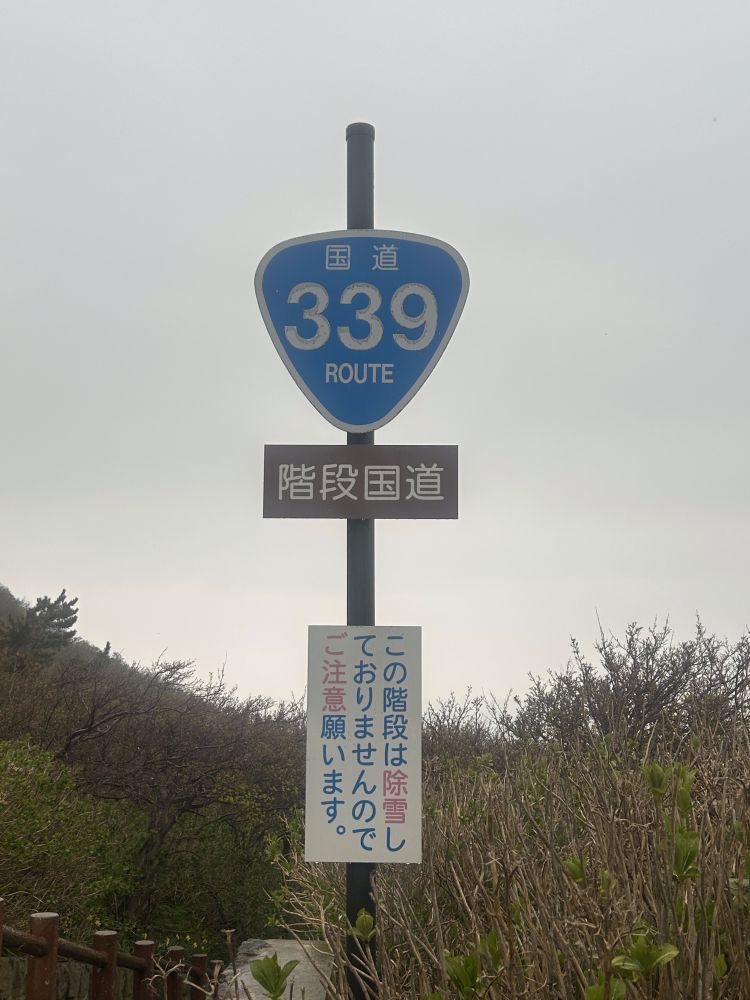 国道
339
ROUTE
階段国道
この階段は除雪し
ておりませんので
ご注意願います。